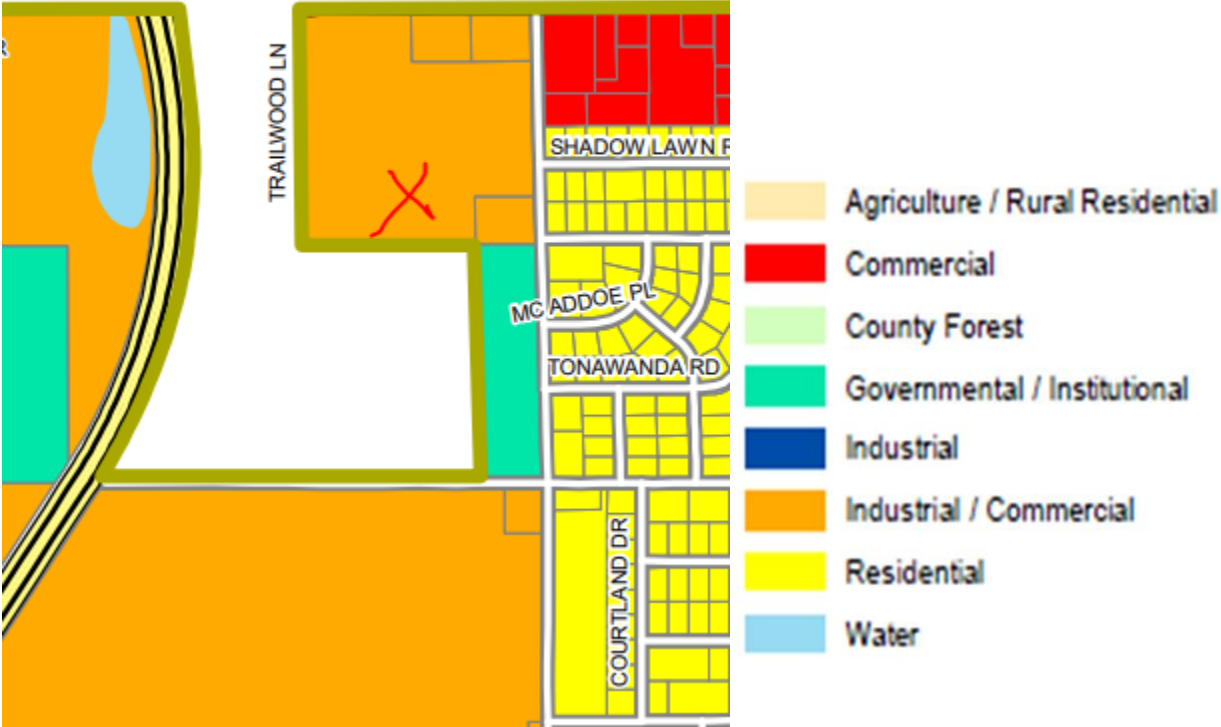 TRAILWOOD LN
SHADOW LAWN
MC ADDOE PL
TONAWANDA RD
COURTLAND DR
Agriculture / Rural Residential
Commercial
County Forest
Governmental / Institutional
Industrial
Industrial / Commercial
Residential
Water